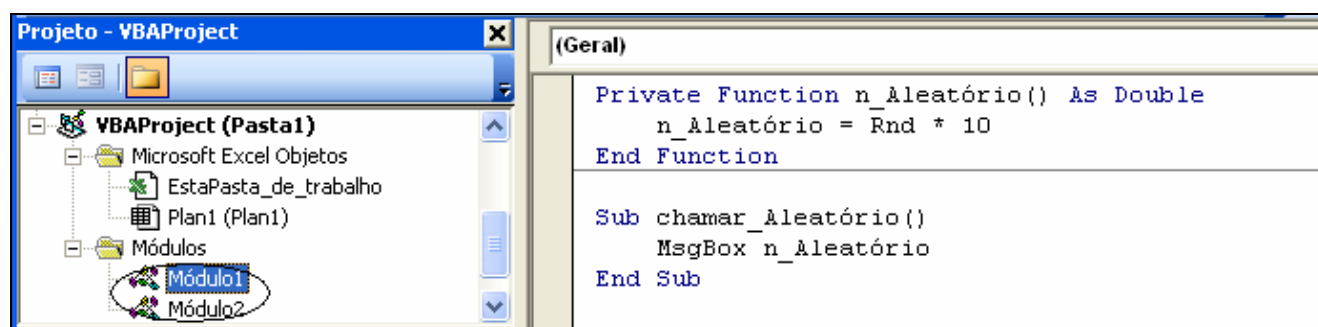 Projeto - VBAProject
VBAProject (Pasta1)
Microsoft Excel Objetos
EstaPasta_de_trabalho
Plan1 (Plan1)
Módulos
Módulo1
Módulo2
(Geral)
Private Function n_Aleatório() As Double
n_Aleatório = Rnd * 10
End Function
Sub chamar_Aleatório()
MsgBox n_Aleatório
End Sub